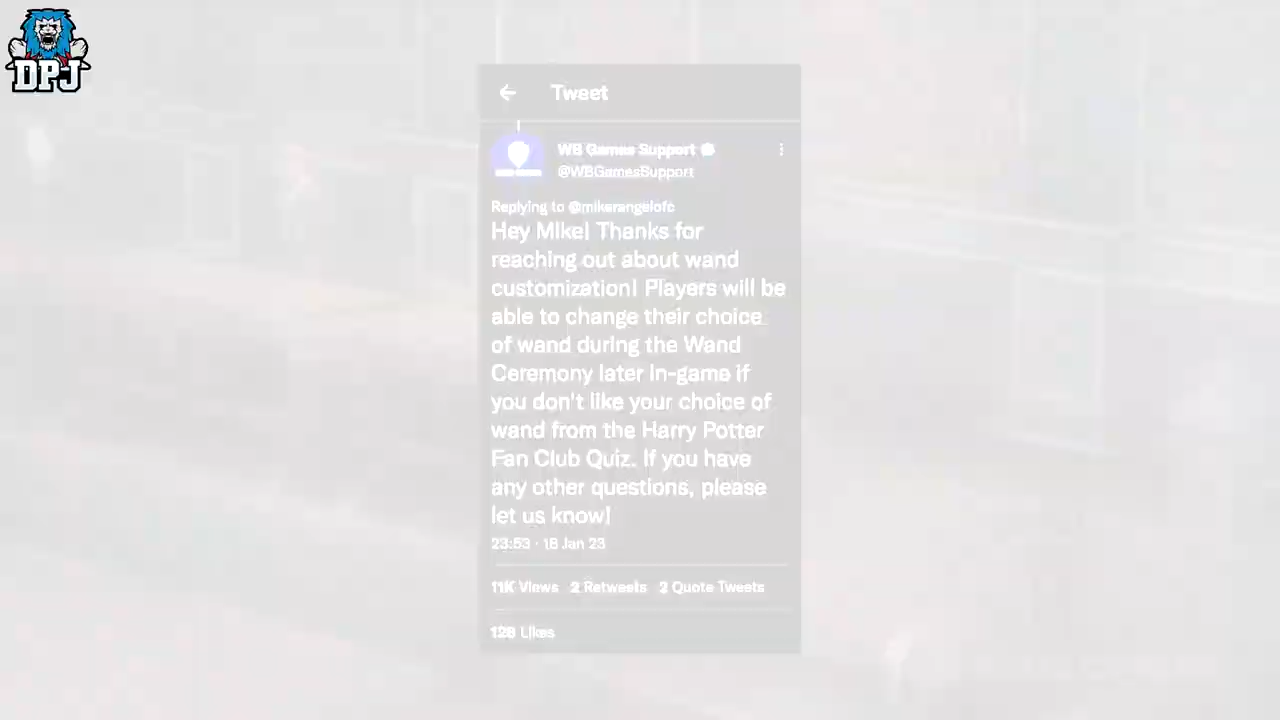 DPJ
Tweet
WB Games Support
@WBGamesSupport
Replying to @mikerangelofc
Hey Mike! Thanks for
reaching out about wand
customization! Players will be
able to change their choice
of wand during the Wand
Ceremony later in-game if
you don't like your choice of
wand from the Harry Potter
Fan Club Quiz. If you have
any other questions, please
let us know!
23:53 · 18 Jan 23
11K Views 2 Retweets 2 Quote Tweets
128 Likes